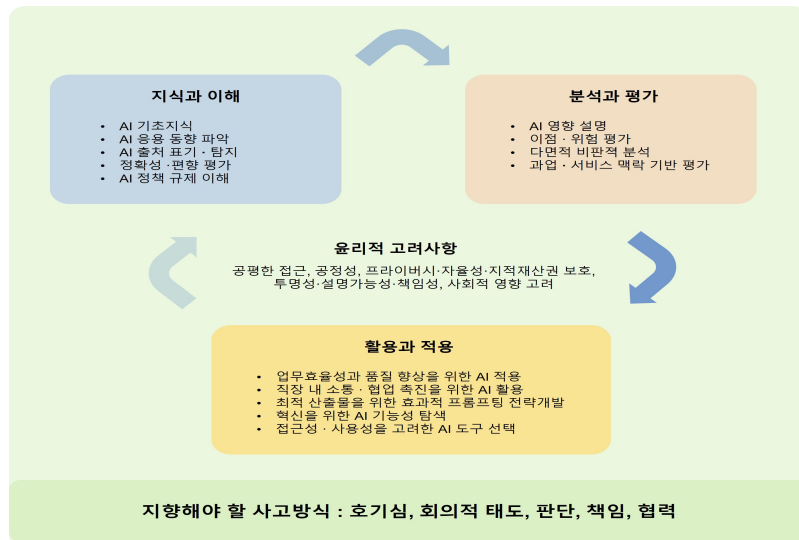 지식과 이해
• AI 기초지식
• AI 응용 동향 파악
• AI 출처 표기 · 탐지
• 정확성 ·편향 평가
• AI 정책 규제 이해
분석과 평가
• AI 영향 설명
• 이점 · 위험 평가
• 다면적 비판적 분석
• 과업 · 서비스 맥락 기반 평가
윤리적 고려사항
공평한 접근, 공정성, 프라이버시·자율성·지적재산권 보호,
투명성·설명가능성·책임성, 사회적 영향 고려
활용과 적용
• 업무효율성과 품질 향상을 위한 AI 적용
• 직장 내 소통 · 협업 촉진을 위한 AI 활용
• 최적 산출물을 위한 효과적 프롬프팅 전략개발
• 혁신을 위한 AI 기능성 탐색
• 접근성 · 사용성을 고려한 AI 도구 선택
지향해야 할 사고방식 : 호기심, 회의적 태도, 판단, 책임, 협력